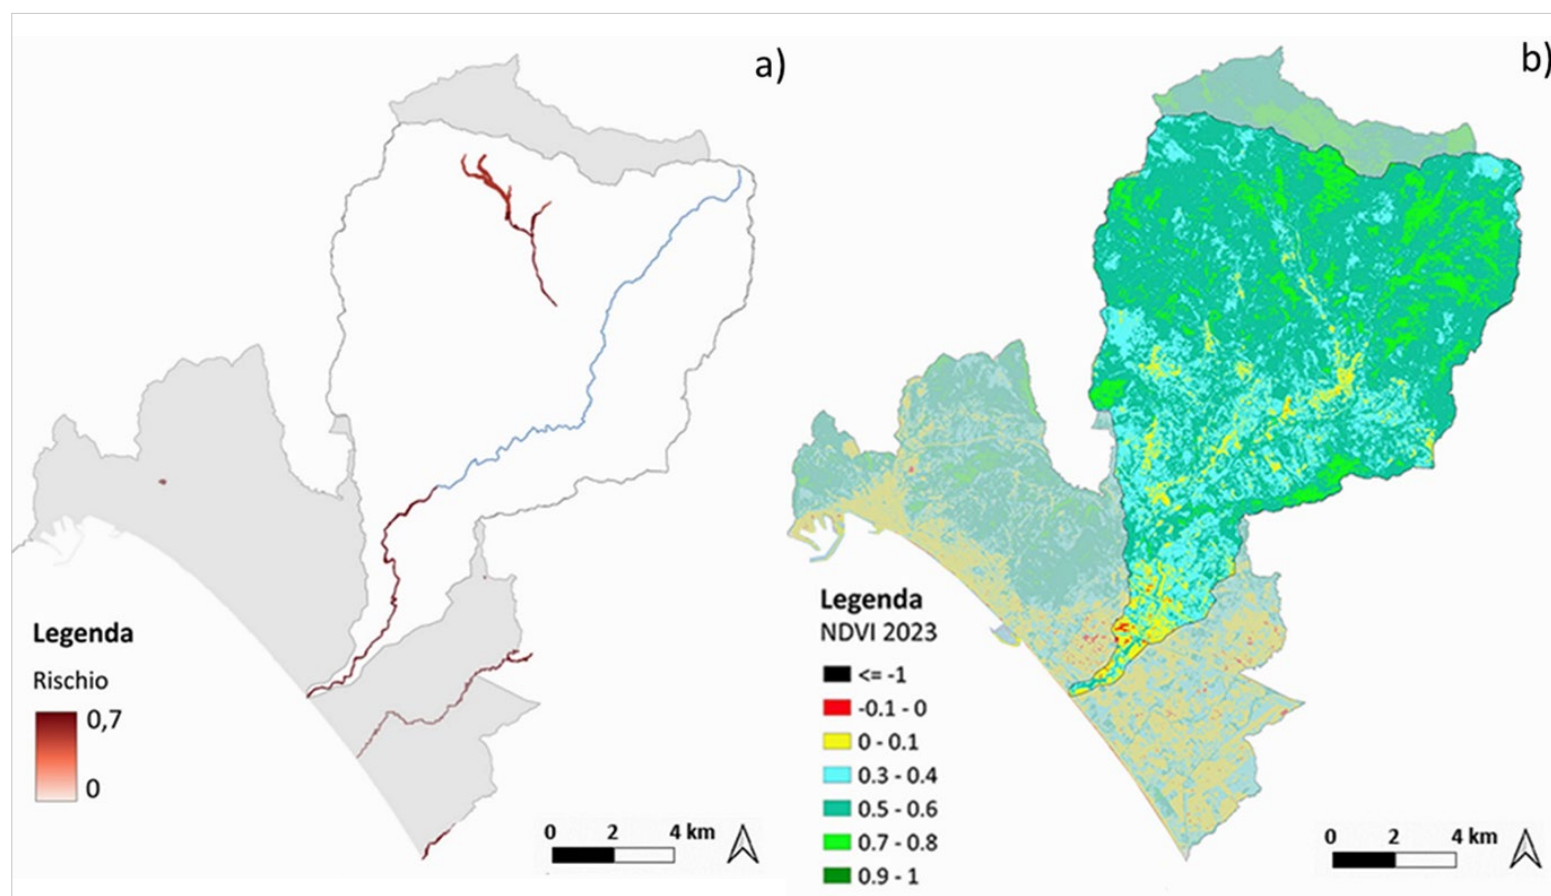 a)
b)
Legenda
Rischio
0,7
0
0 2 4 km
Legenda
NDVI 2023
<= -1
-0.1 - 0
0 - 0.1
0.3 - 0.4
0.5 - 0.6
0.7 - 0.8
0.9 - 1
0 2 4 km